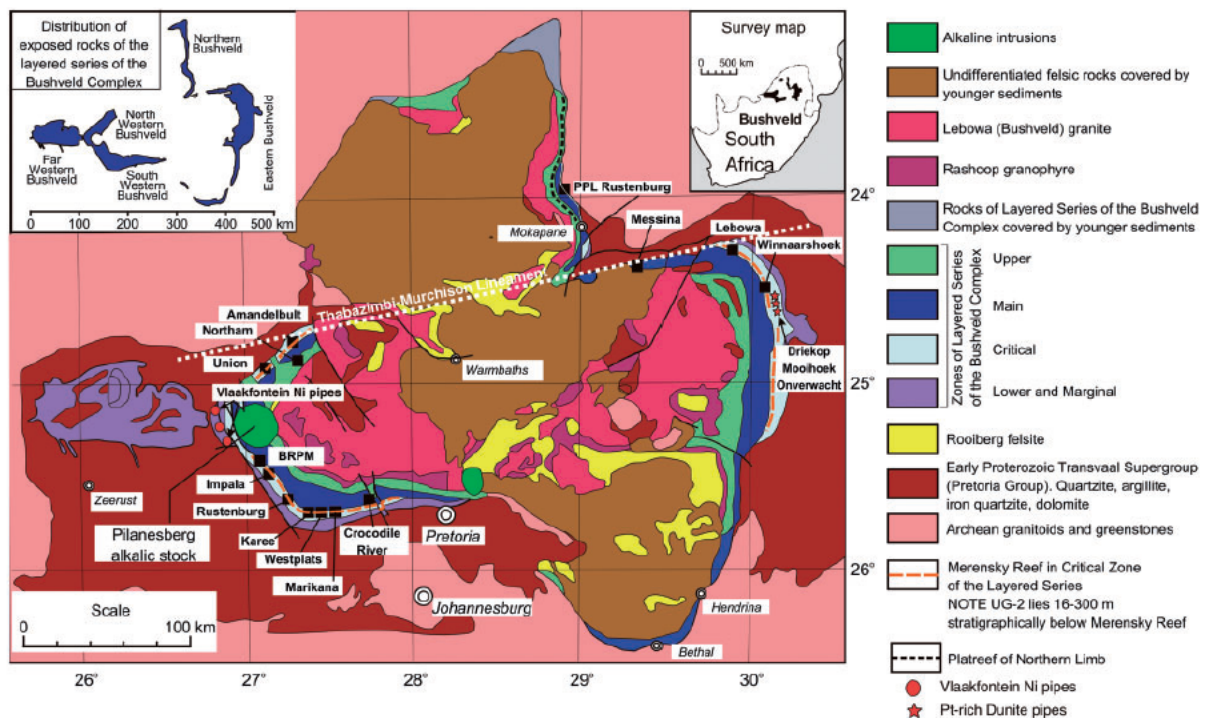 Distribution of
exposed rocks of the
layered series of the
Bushveld Complex
Northern
Bushveld
North
Western
Bushveld
Far
Western
Bushveld
South
Western
Bushveld
Eastern Bushveld
0 100 200 300 400 500
km
Survey map
0 500 km
Bushveld
South
Africa
24°
25°
26°
26° 27° 28° 29° 30°
PPL Rustenburg
Mokapane
Messina
Lebowa
Winnaarshoek
Thabazimbi-Murchison Lineament
Amandelbult
Northam
Union
Warmbaths
Driekop
Mooihoek
Onverwacht
Vlaakfontein Ni pipes
BRPM
Zeerust
Impala
Rustenburg
Pilanesberg
alkalic stock
Karee
Westplats
Marikana
Crocodile
River
Pretoria
Johannesburg
Hendrina
Bethal
Scale
0 100 km
Alkaline intrusions
Undifferentiated felsic rocks covered by
younger sediments
Lebowa (Bushveld) granite
Rashoop granophyre
Rocks of Layered Series of the Bushveld
Complex covered by younger sediments
Zones of Layered Series
of the Bushveld Complex
Upper
Main
Critical
Lower and Marginal
Rooiberg felsite
Early Proterozoic Transvaal Supergroup
(Pretoria Group). Quartzite, argillite,
iron quartzite, dolomite
Archean granitoids and greenstones
Merensky Reef in Critical Zone
of the Layered Series
NOTE UG-2 lies 16-300 m
stratigraphically below Merensky Reef
Platreef of Northern Limb
Vlaakfontein Ni pipes
Pt-rich Dunite pipes